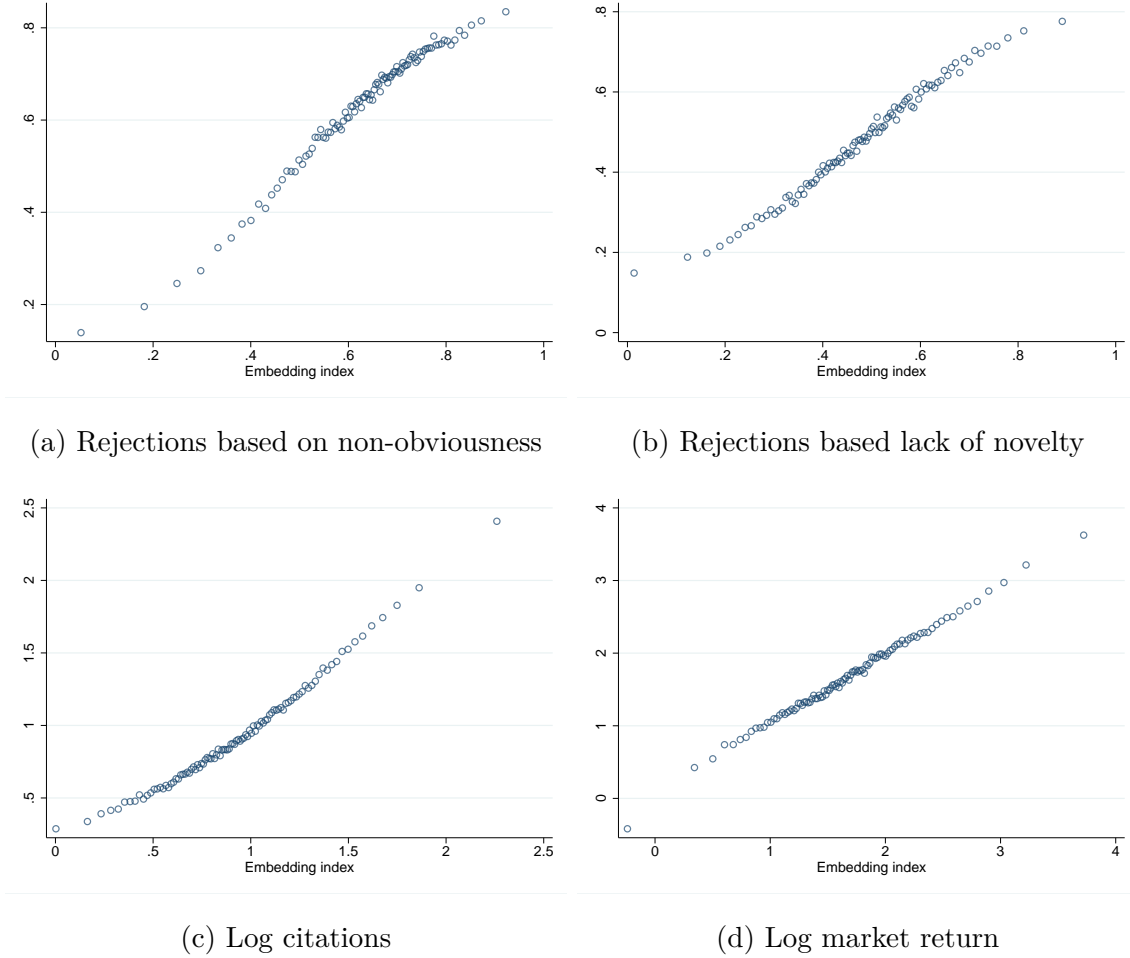 .8
.6
.4
.2
0 .2 .4 .6 .8 1
Embedding index
(a) Rejections based on non-obviousness
.8
.6
.4
.2
0
0 .2 .4 .6 .8 1
Embedding index
(b) Rejections based lack of novelty
2.5
2
1.5
1
.5
0 .5 1 1.5 2 2.5
Embedding index
(c) Log citations
4
3
2
1
0
0 1 2 3 4
Embedding index
(d) Log market return